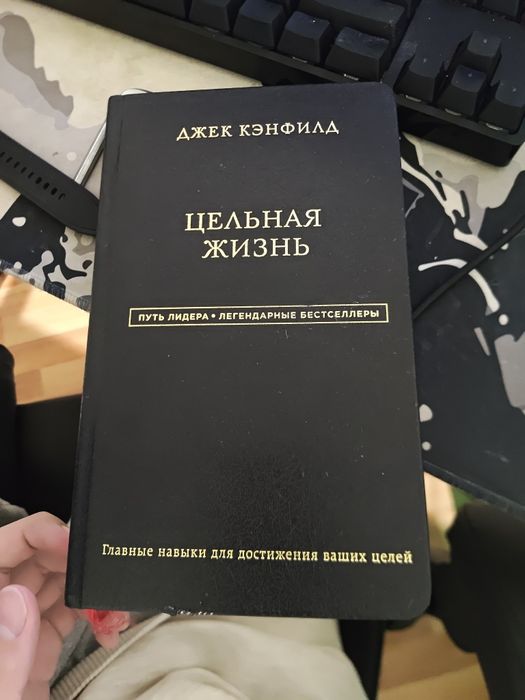 ДЖЕК КЭНФИЛД
ЦЕЛЬНАЯ
ЖИЗНЬ
ПУТЬ ЛИДЕРА • ЛЕГЕНДАРНЫЕ БЕСТСЕЛЛЕРЫ
Главные навыки для достижения ваших целей